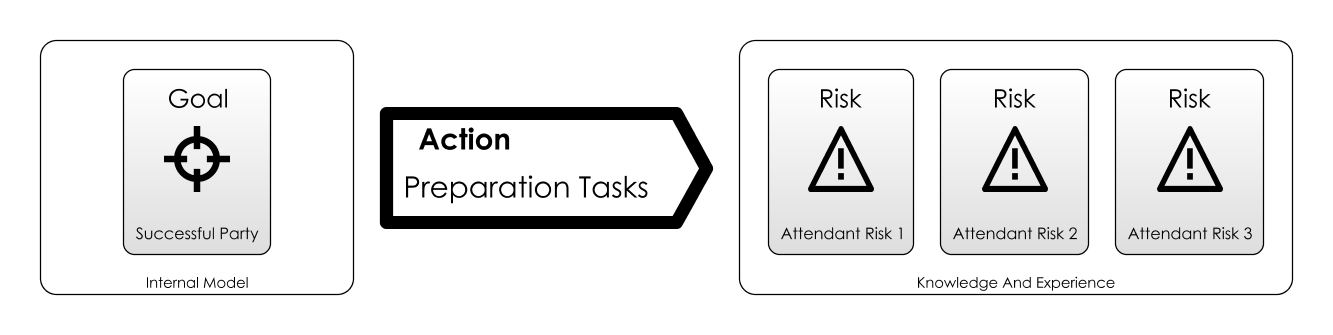 Goal
Successful Party
Internal Model
Action
Preparation Tasks
Risk
Attendant Risk 1
Risk
Attendant Risk 2
Risk
Attendant Risk 3
Knowledge And Experience